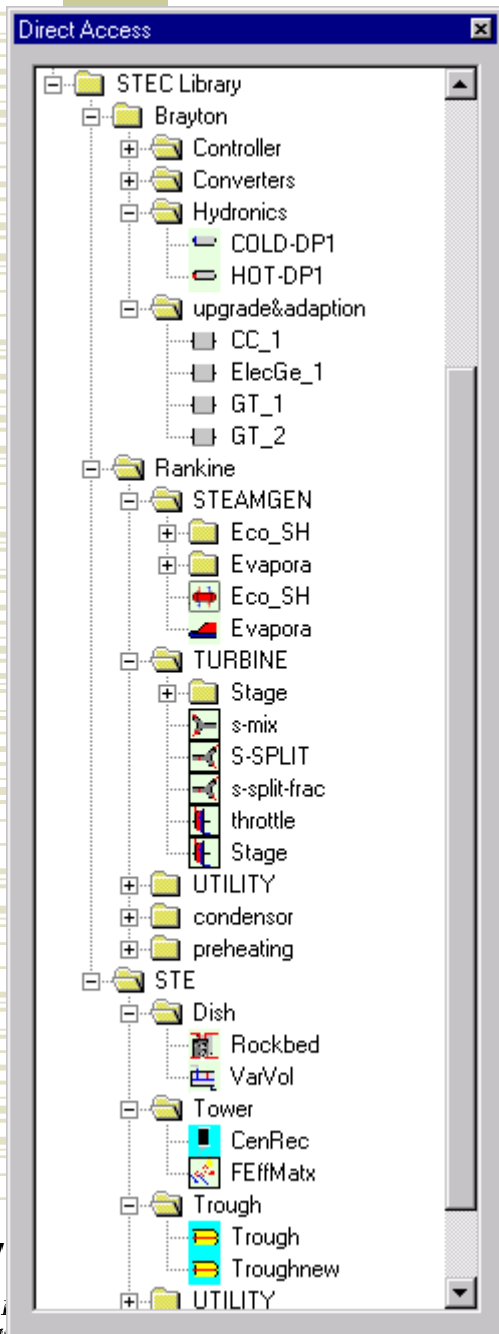 Direct Access
STEC Library
Brayton
Controller
Converters
Hydronics
COLD-DP1
HOT-DP1
upgrade&adaption
CC_1
ElecGe_1
GT_1
GT_2
Rankine
STEAMGEN
Eco_SH
Evapora
Eco_SH
Evapora
TURBINE
Stage
s-mix
S-SPLIT
s-split-frac
throttle
Stage
UTILITY
condensor
preheating
STE
Dish
Rockbed
VarVol
Tower
CenRec
FEffMatx
Trough
Trough
Troughnew
UTILITY